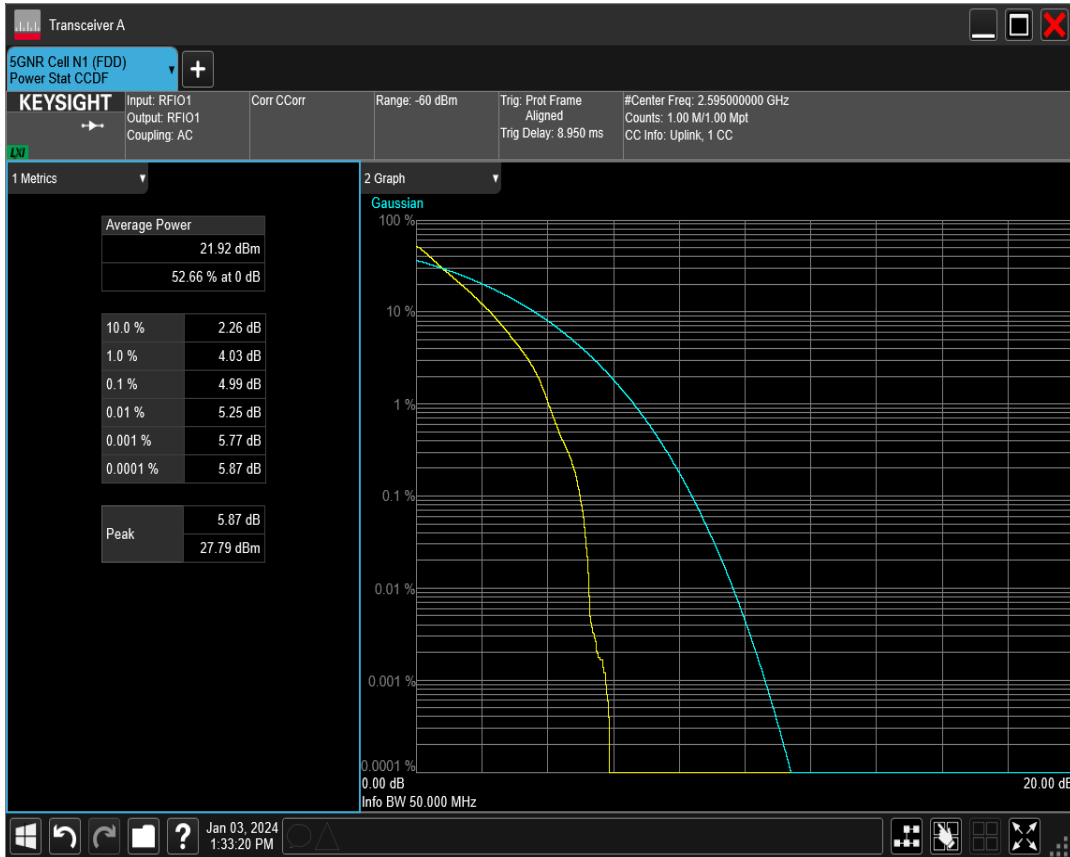 Transceiver A
5GNR Cell N1 (FDD)
Power Stat CCDF
KEYSIGHT
LXI
Input: RFIO1
Output: RFIO1
Coupling: AC
Corr CCorr
Range: -60 dBm
Trig: Prot Frame
Aligned
Trig Delay: 8.950 ms
#Center Freq: 2.595000000 GHz
Counts: 1.00 M/1.00 Mpt
CC Info: Uplink, 1 CC
1 Metrics
Average Power
21.92 dBm
52.66 % at 0 dB
10.0 % 2.26 dB
1.0 % 4.03 dB
0.1 % 4.99 dB
0.01 % 5.25 dB
0.001 % 5.77 dB
0.0001 % 5.87 dB
Peak
5.87 dB
27.79 dBm
2 Graph
Gaussian
100 %
10 %
1 %
0.1 %
0.01 %
0.001 %
0.0001 %
0.00 dB
20.00 dB
Info BW 50.000 MHz
?
Jan 03, 2024
1:33:20 PM